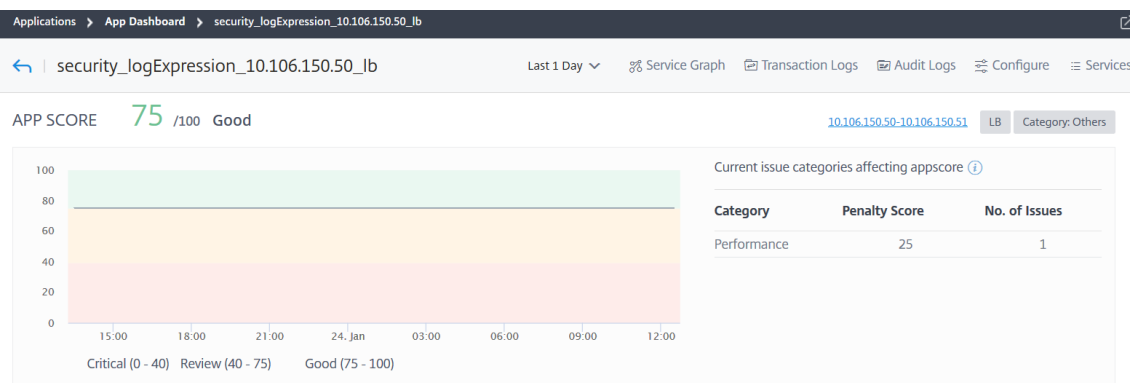 Applications > App Dashboard > security_logExpression_10.106.150.50_lb
security_logExpression_10.106.150.50_lb Last 1 Day Service Graph Transaction Logs Audit Logs Configure Services
APP SCORE 75 /100 Good 10.106.150.50-10.106.150.51 LB Category: Others
Current issue categories affecting appscore
Category Penalty Score No. of Issues
Performance 25 1
100
80
60
40
20
0
15:00 18:00 21:00 24. Jan 03:00 06:00 09:00 12:00
Critical (0 - 40) Review (40 - 75) Good (75 - 100)